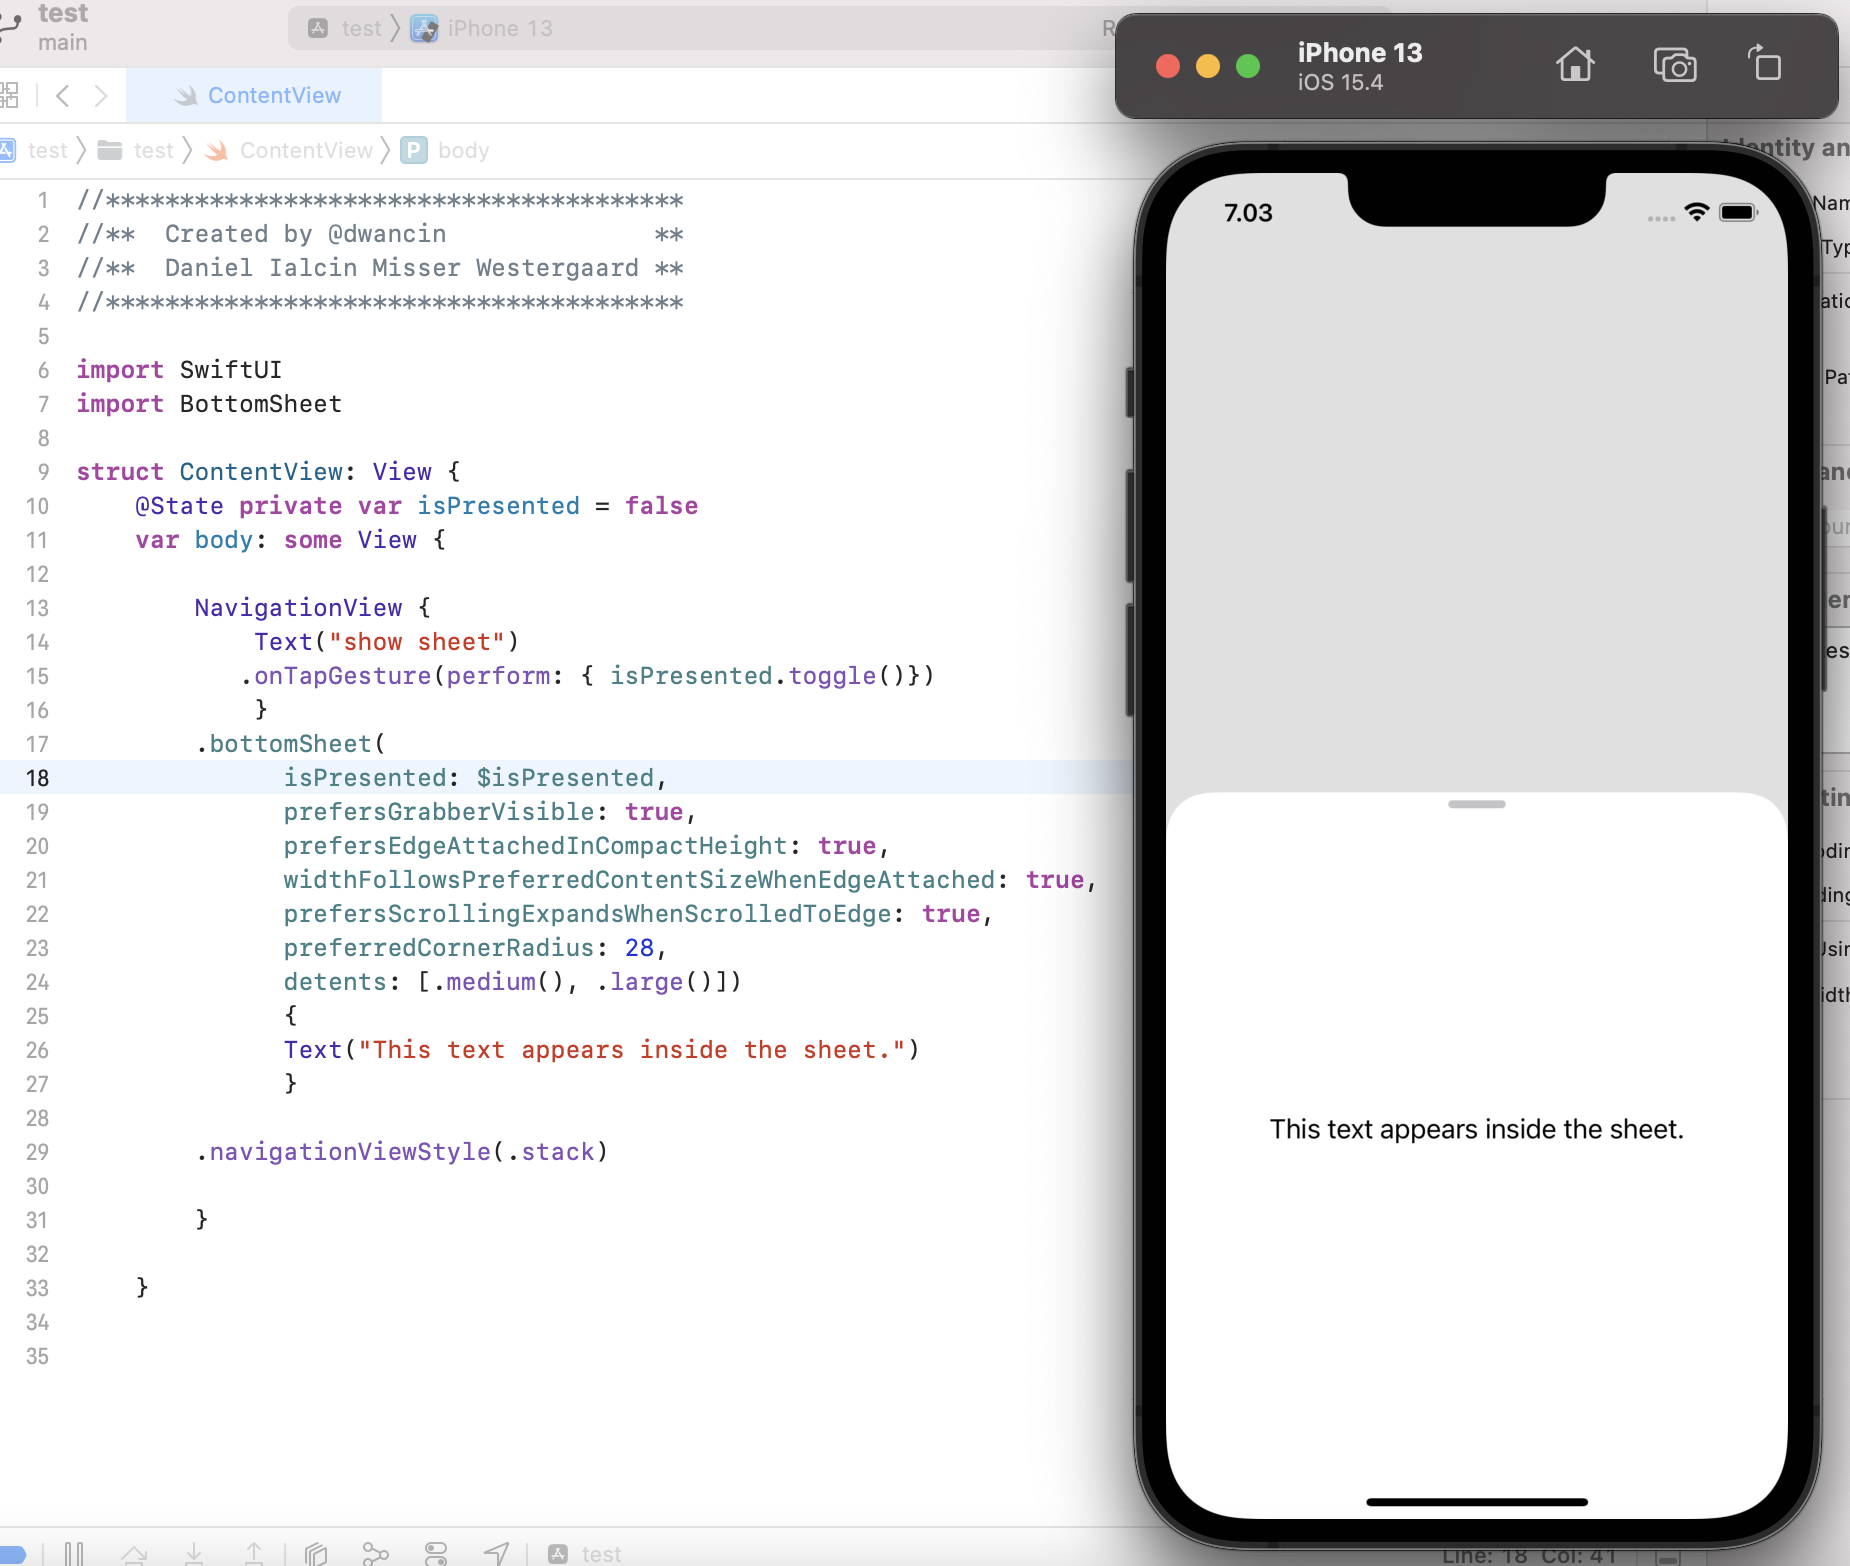 test
main
test
iPhone 13
R
iPhone 13
iOS 15.4
ContentView
test
test
ContentView
P
body
1 //***************************************
2 //**  Created by @dwancin              **
3 //**  Daniel Ialcin Misser Westergaard **
4 //***************************************
5
6 import SwiftUI
7 import BottomSheet
8
9 struct ContentView: View {
10     @State private var isPresented = false
11     var body: some View {
12
13         NavigationView {
14             Text("show sheet")
15            .onTapGesture(perform: { isPresented.toggle()})
16             }
17         .bottomSheet(
18               isPresented: $isPresented,
19               prefersGrabberVisible: true,
20               prefersEdgeAttachedInCompactHeight: true,
21               widthFollowsPreferredContentSizeWhenEdgeAttached: true,
22               prefersScrollingExpandsWhenScrolledToEdge: true,
23               preferredCornerRadius: 28,
24               detents: [.medium(), .large()])
25               {
26               Text("This text appears inside the sheet.")
27               }
28
29         .navigationViewStyle(.stack)
30
31         }
32
33     }
34
35
7.03
This text appears inside the sheet.
test
Line: 18 Col: 41